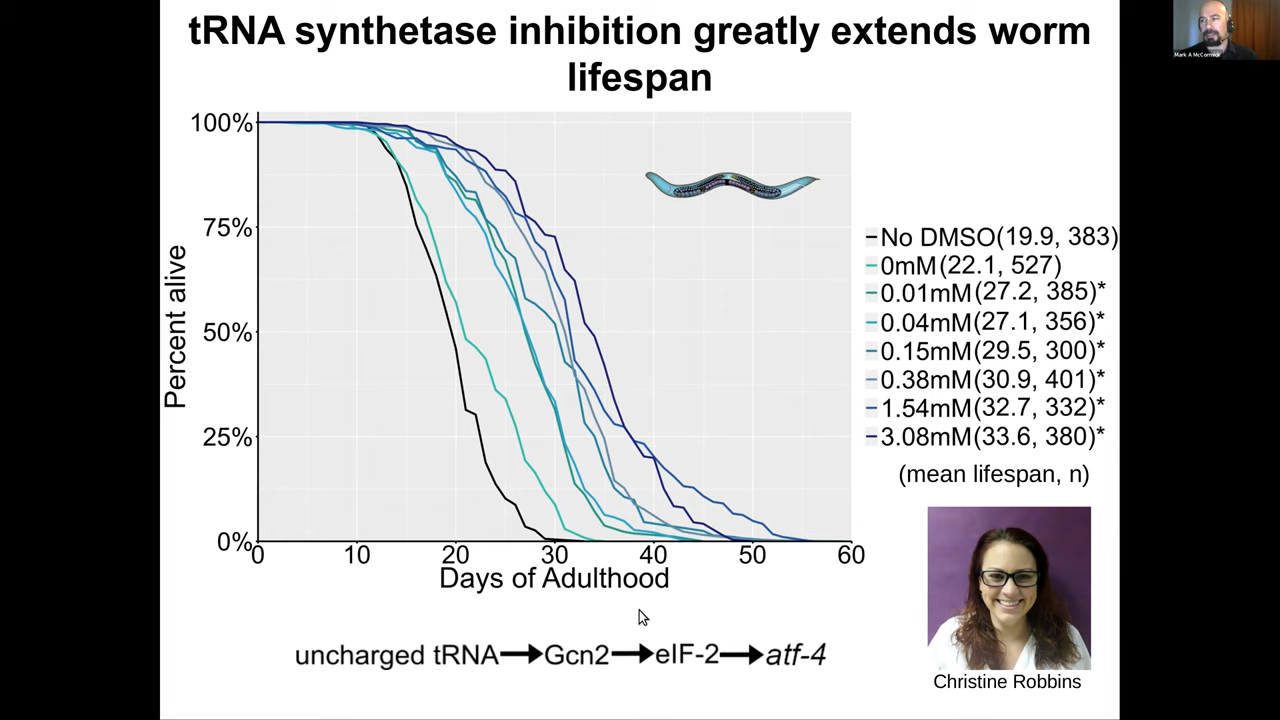 tRNA synthetase inhibition greatly extends worm
lifespan
Mark A McCormick
100%
75%
50%
25%
0%
Percent alive
0 10 20 30 40 50 60
Days of Adulthood
No DMSO(19.9, 383)
0mM(22.1, 527)
0.01mM(27.2, 385)*
0.04mM(27.1, 356)*
0.15mM(29.5, 300)*
0.38mM(30.9, 401)*
1.54mM(32.7, 332)*
3.08mM(33.6, 380)*
(mean lifespan, n)
uncharged tRNA→Gcn2→eIF-2→atf-4
Christine Robbins